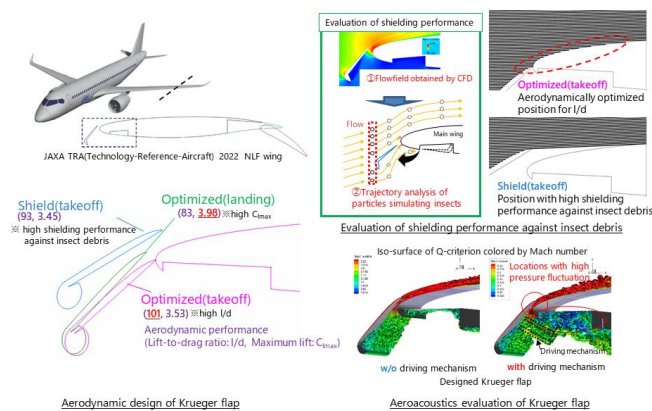 JAXA TRA(Technology-Reference-Aircraft) 2022 NLF wing
Shield(takeoff)
(93, 3.45)
※ high shielding performance
against insect debris
Optimized(landing)
(83, 3.98) ※high Clmax
Optimized(takeoff)
(101, 3.53) ※high l/d
Aerodynamic performance
(Lift-to-drag ratio: l/d, Maximum lift: Clmax)
Aerodynamic design of Krueger flap
Evaluation of shielding performance
①Flowfield obtained by CFD
Flow
Main wing
②Trajectory analysis of
particles simulating insects
Optimized(takeoff)
Aerodynamically optimized
position for l/d
Shield(takeoff)
Position with high shielding
performance against insect debris
Evaluation of shielding performance against insect debris
Iso-surface of Q-criterion colored by Mach number
Locations with high
pressure fluctuation
Driving mechanism
w/o driving mechanism
with driving mechanism
Designed Krueger flap
Aeroacoustics evaluation of Krueger flap